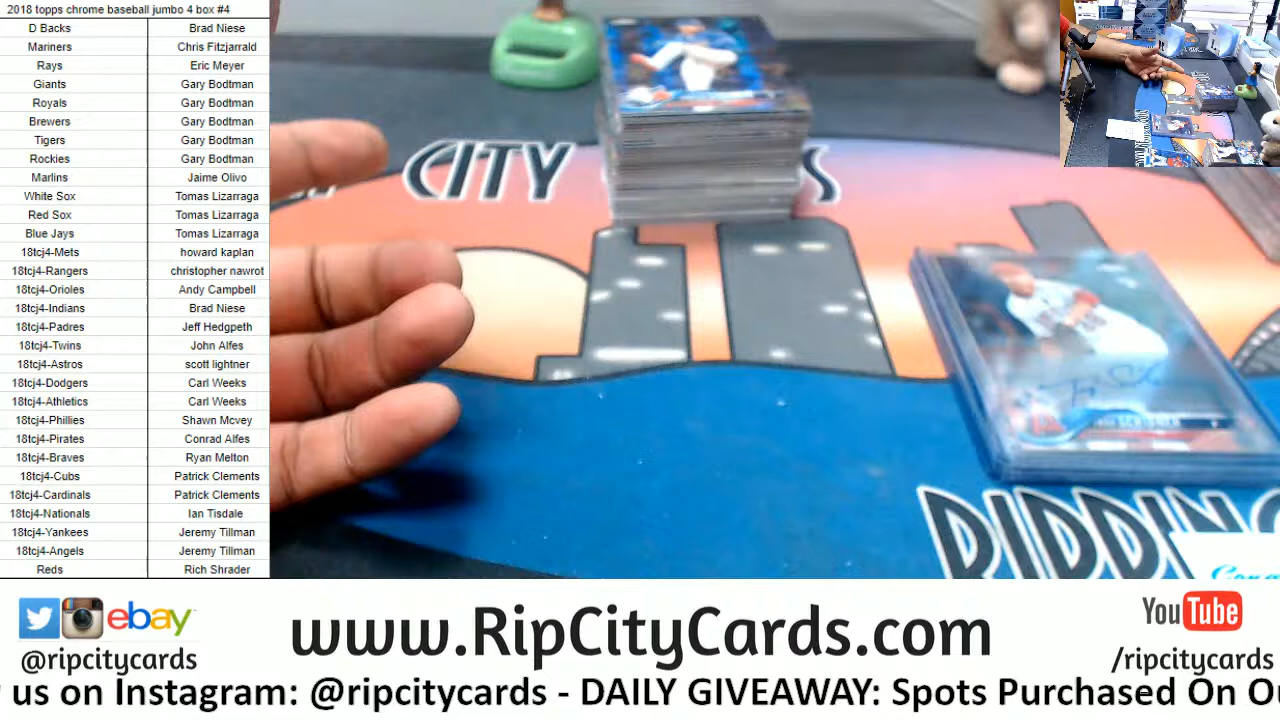 2018 topps chrome baseball jumbo 4 box #4
D Backs Brad Niese
Mariners Chris Fitzjarrald
Rays Eric Meyer
Giants Gary Bodtman
Royals Gary Bodtman
Brewers Gary Bodtman
Tigers Gary Bodtman
Rockies Gary Bodtman
Marlins Jaime Olivo
White Sox Tomas Lizarraga
Red Sox Tomas Lizarraga
Blue Jays Tomas Lizarraga
18tcj4-Mets howard kaplan
18tcj4-Rangers christopher nawrot
18tcj4-Orioles Andy Campbell
18tcj4-Indians Brad Niese
18tcj4-Padres Jeff Hedgpeth
18tcj4-Twins John Alfes
18tcj4-Astros scott lightner
18tcj4-Dodgers Carl Weeks
18tcj4-Athletics Carl Weeks
18tcj4-Phillies Shawn Mcvey
18tcj4-Pirates Conrad Alfes
18tcj4-Braves Ryan Melton
18tcj4-Cubs Patrick Clements
18tcj4-Cardinals Patrick Clements
18tcj4-Nationals Ian Tisdale
18tcj4-Yankees Jeremy Tillman
18tcj4-Angels Jeremy Tillman
Reds Rich Shrader
CITY
S
RIPPIN
ebay
@ripcitycards
www.RipCityCards.com
YouTube
/ripcitycards
us on Instagram: @ripcitycards - DAILY GIVEAWAY: Spots Purchased On